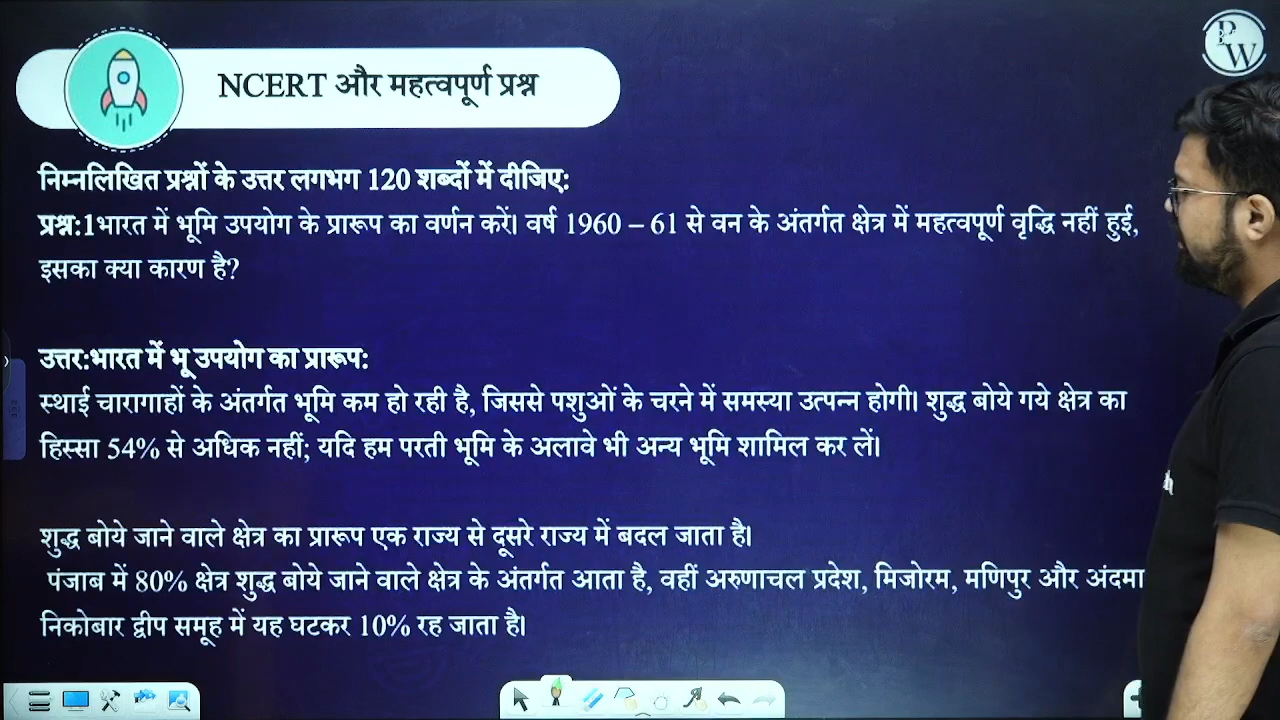 PW
NCERT और महत्वपूर्ण प्रश्न
निम्नलिखित प्रश्नों के उत्तर लगभग 120 शब्दों में दीजिए:
प्रश्न:1भारत में भूमि उपयोग के प्रारूप का वर्णन करें। वर्ष 1960 – 61 से वन के अंतर्गत क्षेत्र में महत्वपूर्ण वृद्धि नहीं हुई,
इसका क्या कारण है?
उत्तर:भारत में भू उपयोग का प्रारूप:
स्थाई चारागाहों के अंतर्गत भूमि कम हो रही है, जिससे पशुओं के चरने में समस्या उत्पन्न होगी। शुद्ध बोये गये क्षेत्र का
हिस्सा 54% से अधिक नहीं; यदि हम परती भूमि के अलावे भी अन्य भूमि शामिल कर लें।
शुद्ध बोये जाने वाले क्षेत्र का प्रारूप एक राज्य से दूसरे राज्य में बदल जाता है।
पंजाब में 80% क्षेत्र शुद्ध बोये जाने वाले क्षेत्र के अंतर्गत आता है, वहीं अरुणाचल प्रदेश, मिजोरम, मणिपुर और अंदमा
निकोबार द्वीप समूह में यह घटकर 10% रह जाता है।